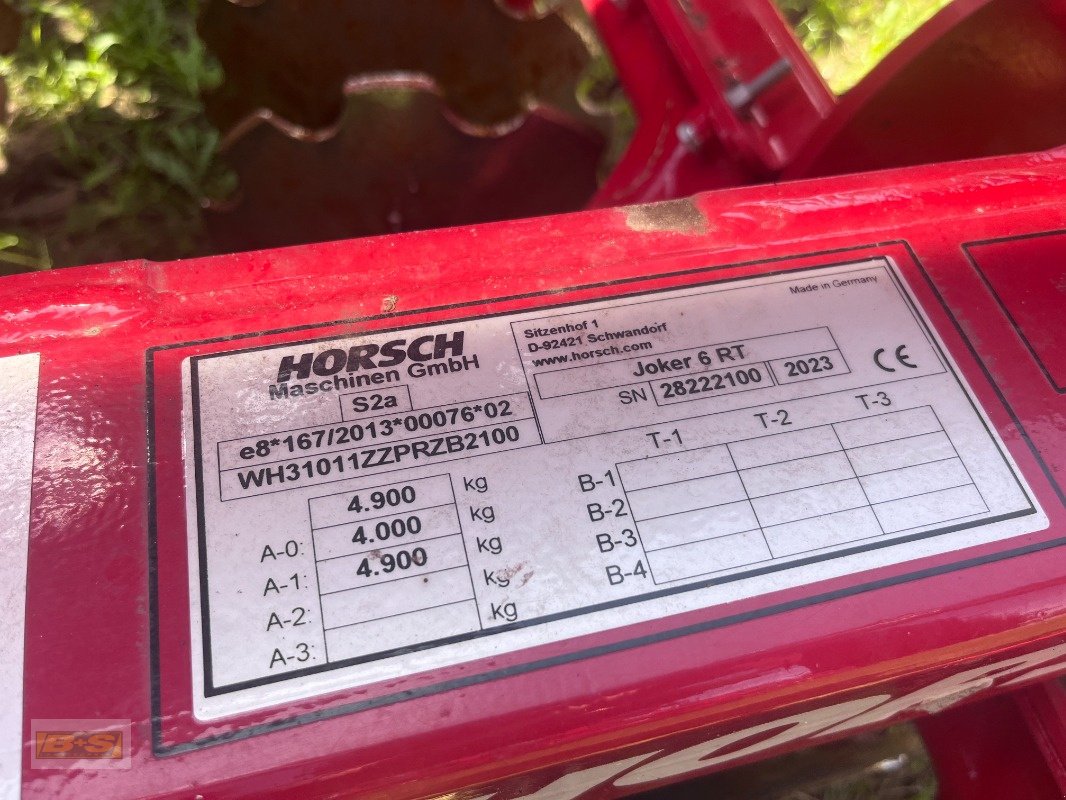 HORSCH
Maschinen GmbH
Sitzenhof 1
D-92421 Schwandorf
www.horsch.com
Made in Germany
Joker 6 RT
SN 28222100 2023
CE
S2a
e8*167/2013*00076*02
WH31011ZZPRZB2100
4.900 kg
A-0: 4.000 kg
A-1: 4.900 kg
A-2: kg
A-3: kg
T-1 T-2 T-3
B-1
B-2
B-3
B-4
B+S